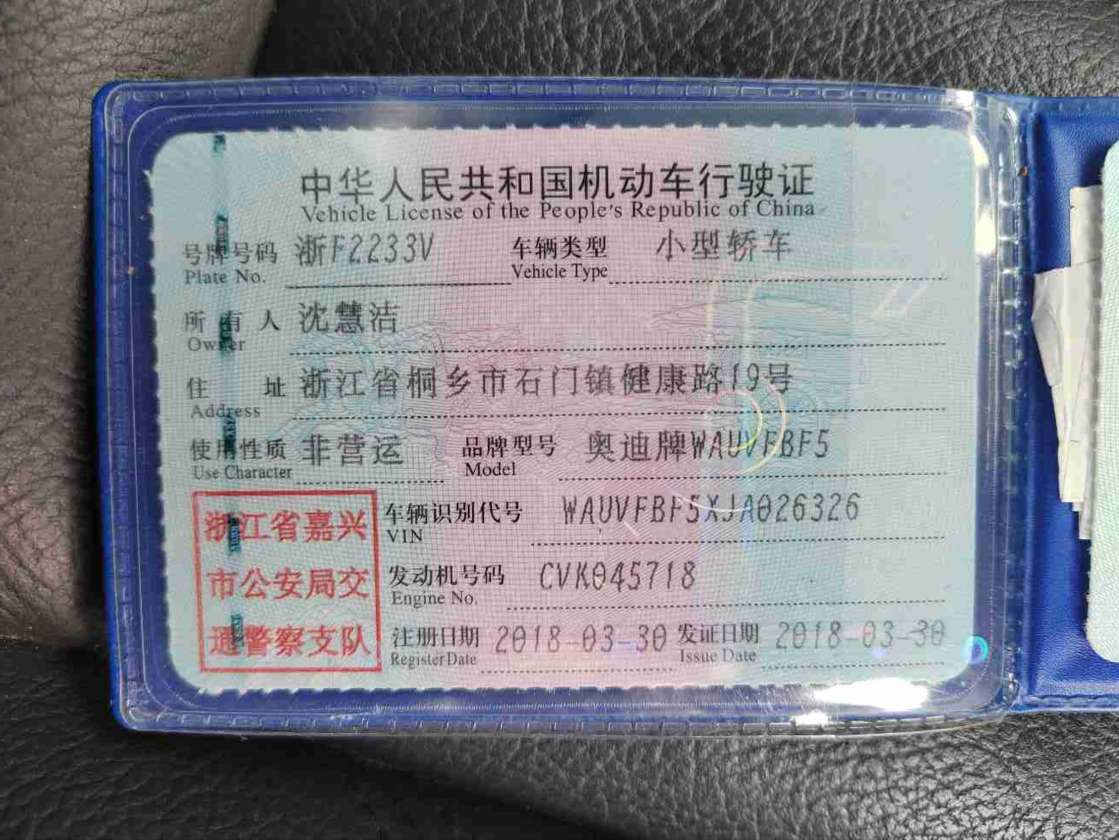 中华人民共和国机动车行驶证
Vehicle License of the People's Republic of China
号牌号码 浙F2233V 车辆类型 小型轿车
Plate No. Vehicle Type
所有人 沈慧洁
Owner
住址 浙江省桐乡市石门镇健康路19号
Address
使用性质 非营运 品牌型号 奥迪牌WAUVFBF5
Use Character Model
浙江省嘉兴
市公安局交
通警察支队
车辆识别代号 WAUVFBF5XJA026326
VIN
发动机号码 CVK045718
Engine No.
注册日期 2018-03-30 发证日期 2018-03-30
Register Date Issue Date